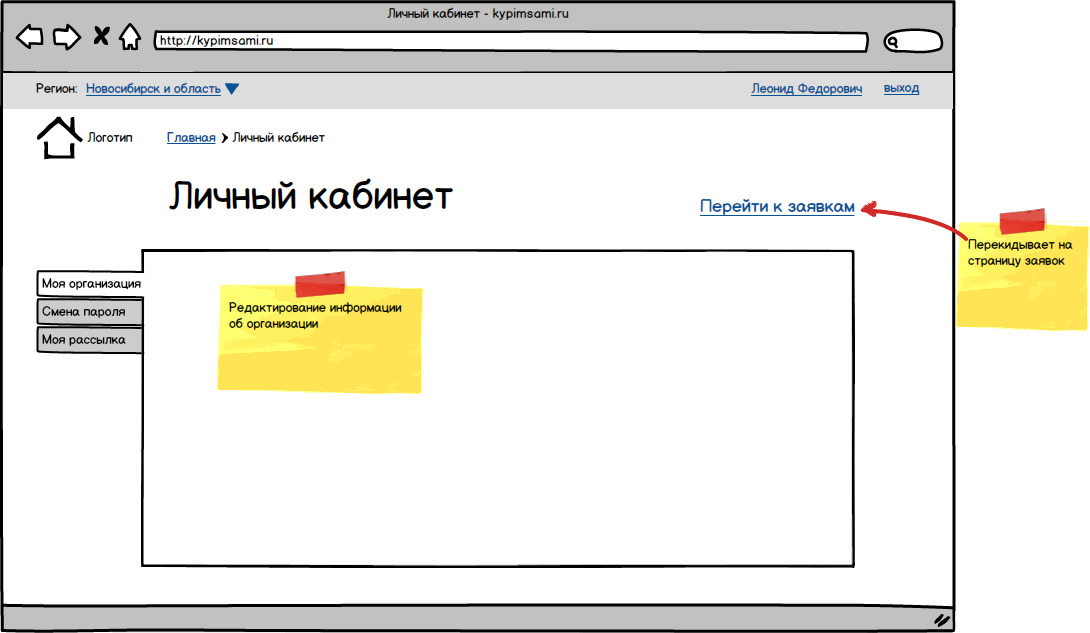 Личный кабинет - kypimsami.ru
http://kypimsami.ru
Регион: Новосибирск и область
Леонид Федорович выход
Логотип
Главная Личный кабинет
Личный кабинет
Перейти к заявкам
Перекидывает на
страницу заявок
Моя организация
Смена пароля
Моя рассылка
Редактирование информации
об организации